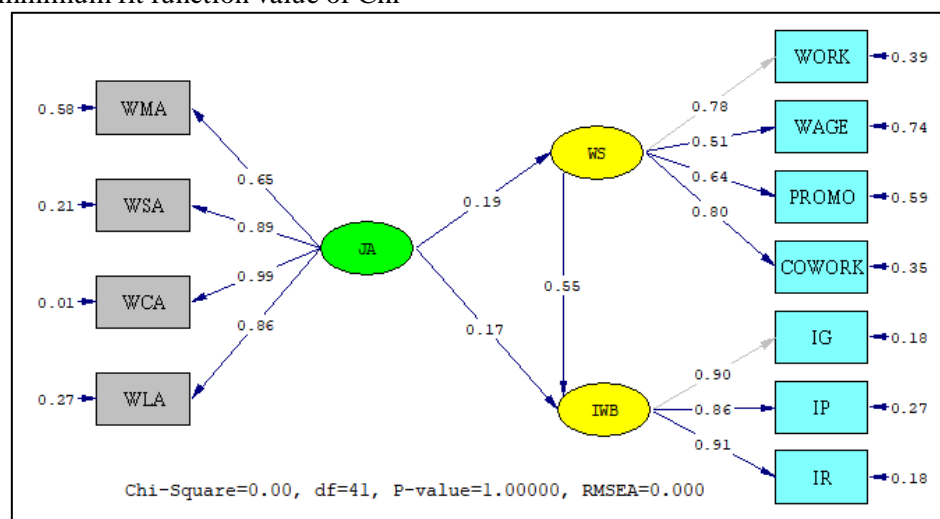 minimum fit function value of Chi
0.58 WMA
0.21 WSA
0.01 WCA
0.27 WLA
0.65
0.89
0.99
0.86
JA
0.19
0.17
WS
0.55
IWB
0.78
0.51
0.64
0.80
0.90
0.86
0.91
WORK 0.39
WAGE 0.74
PROMO 0.59
COWORK 0.35
IG 0.18
IP 0.27
IR 0.18
Chi-Square=0.00, df=41, P-value=1.00000, RMSEA=0.000